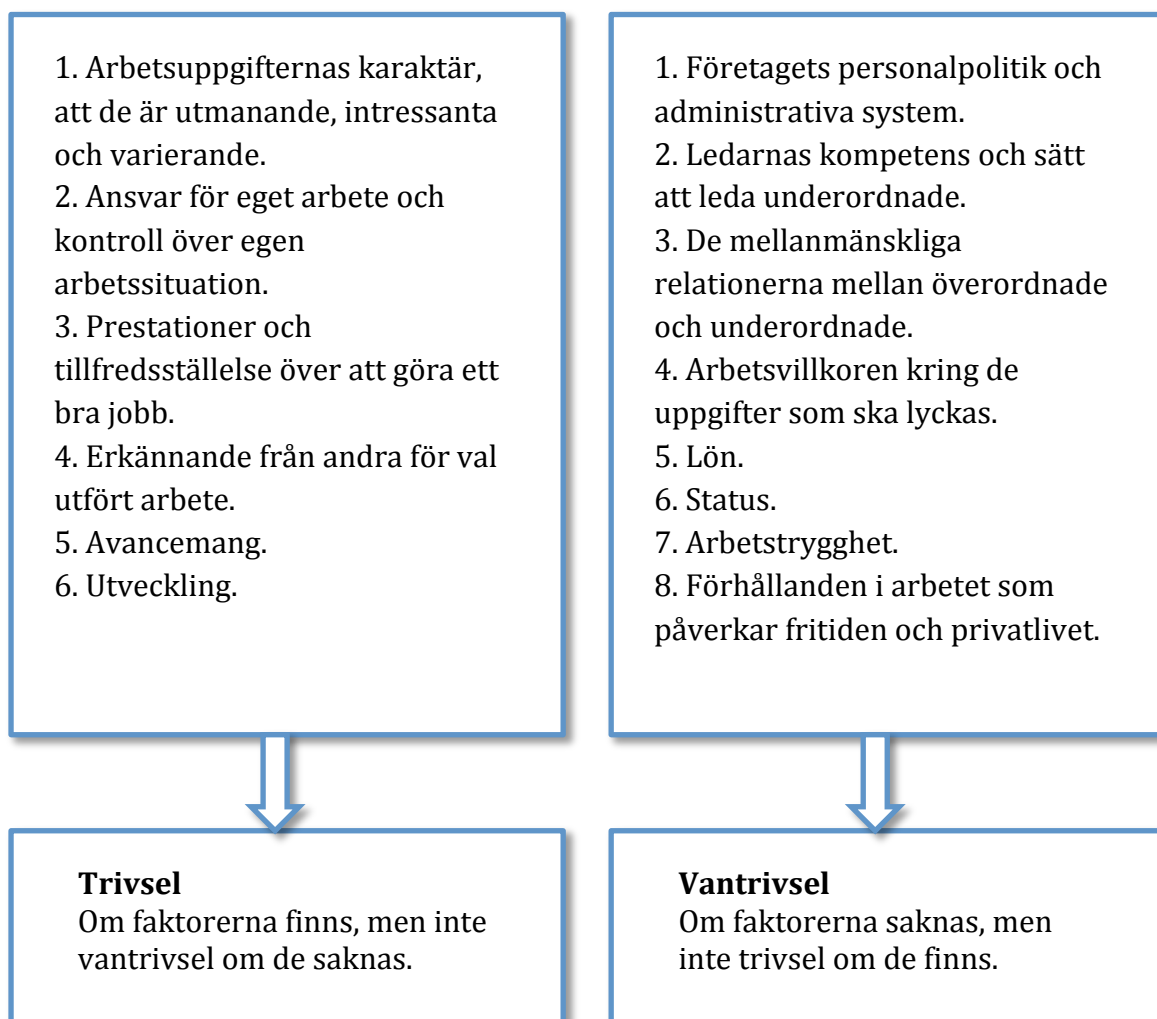 1. Arbetsuppgifternas karaktär,
att de är utmanande, intressanta
och varierande.
2. Ansvar för eget arbete och
kontroll över egen
arbetssituation.
3. Prestationer och
tillfredsställelse över att göra ett
bra jobb.
4. Erkännande från andra för val
utfört arbete.
5. Avancemang.
6. Utveckling.
1. Företagets personalpolitik och
administrativa system.
2. Ledarnas kompetens och sätt
att leda underordnade.
3. De mellanmänskliga
relationerna mellan överordnade
och underordnade.
4. Arbetsvillkoren kring de
uppgifter som ska lyckas.
5. Lön.
6. Status.
7. Arbetstrygghet.
8. Förhållanden i arbetet som
påverkar fritiden och privatlivet.
Trivsel
Om faktorerna finns, men inte
vantrivsel om de saknas.
Vantrivsel
Om faktorerna saknas, men
inte trivsel om de finns.